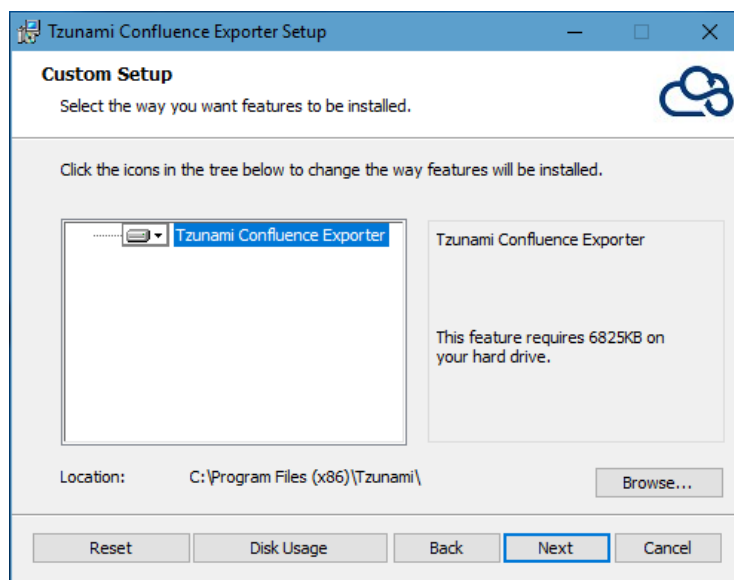 Tzunami Confluence Exporter Setup
Custom Setup
Select the way you want features to be installed.
Click the icons in the tree below to change the way features will be installed.
Tzunami Confluence Exporter
Tzunami Confluence Exporter
This feature requires 6825KB on
your hard drive.
Location: C:\Program Files (x86)\Tzunami\
Browse...
Reset Disk Usage Back Next Cancel